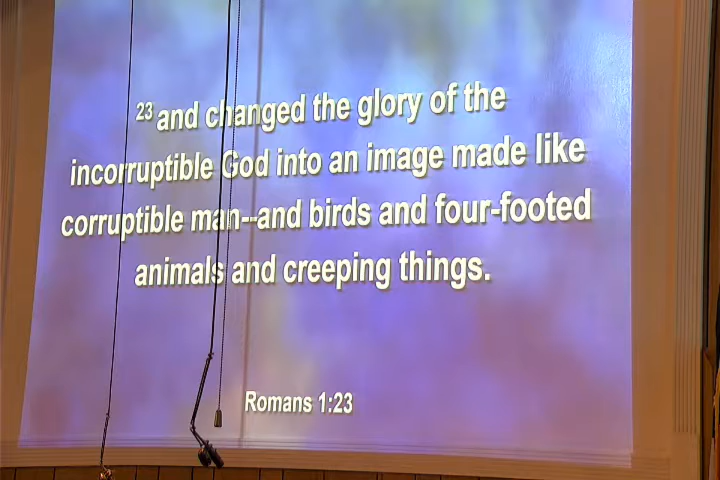 23 and changed the glory of the
incorruptible God into an image made like
corruptible man--and birds and four-footed
animals and creeping things.
Romans 1:23